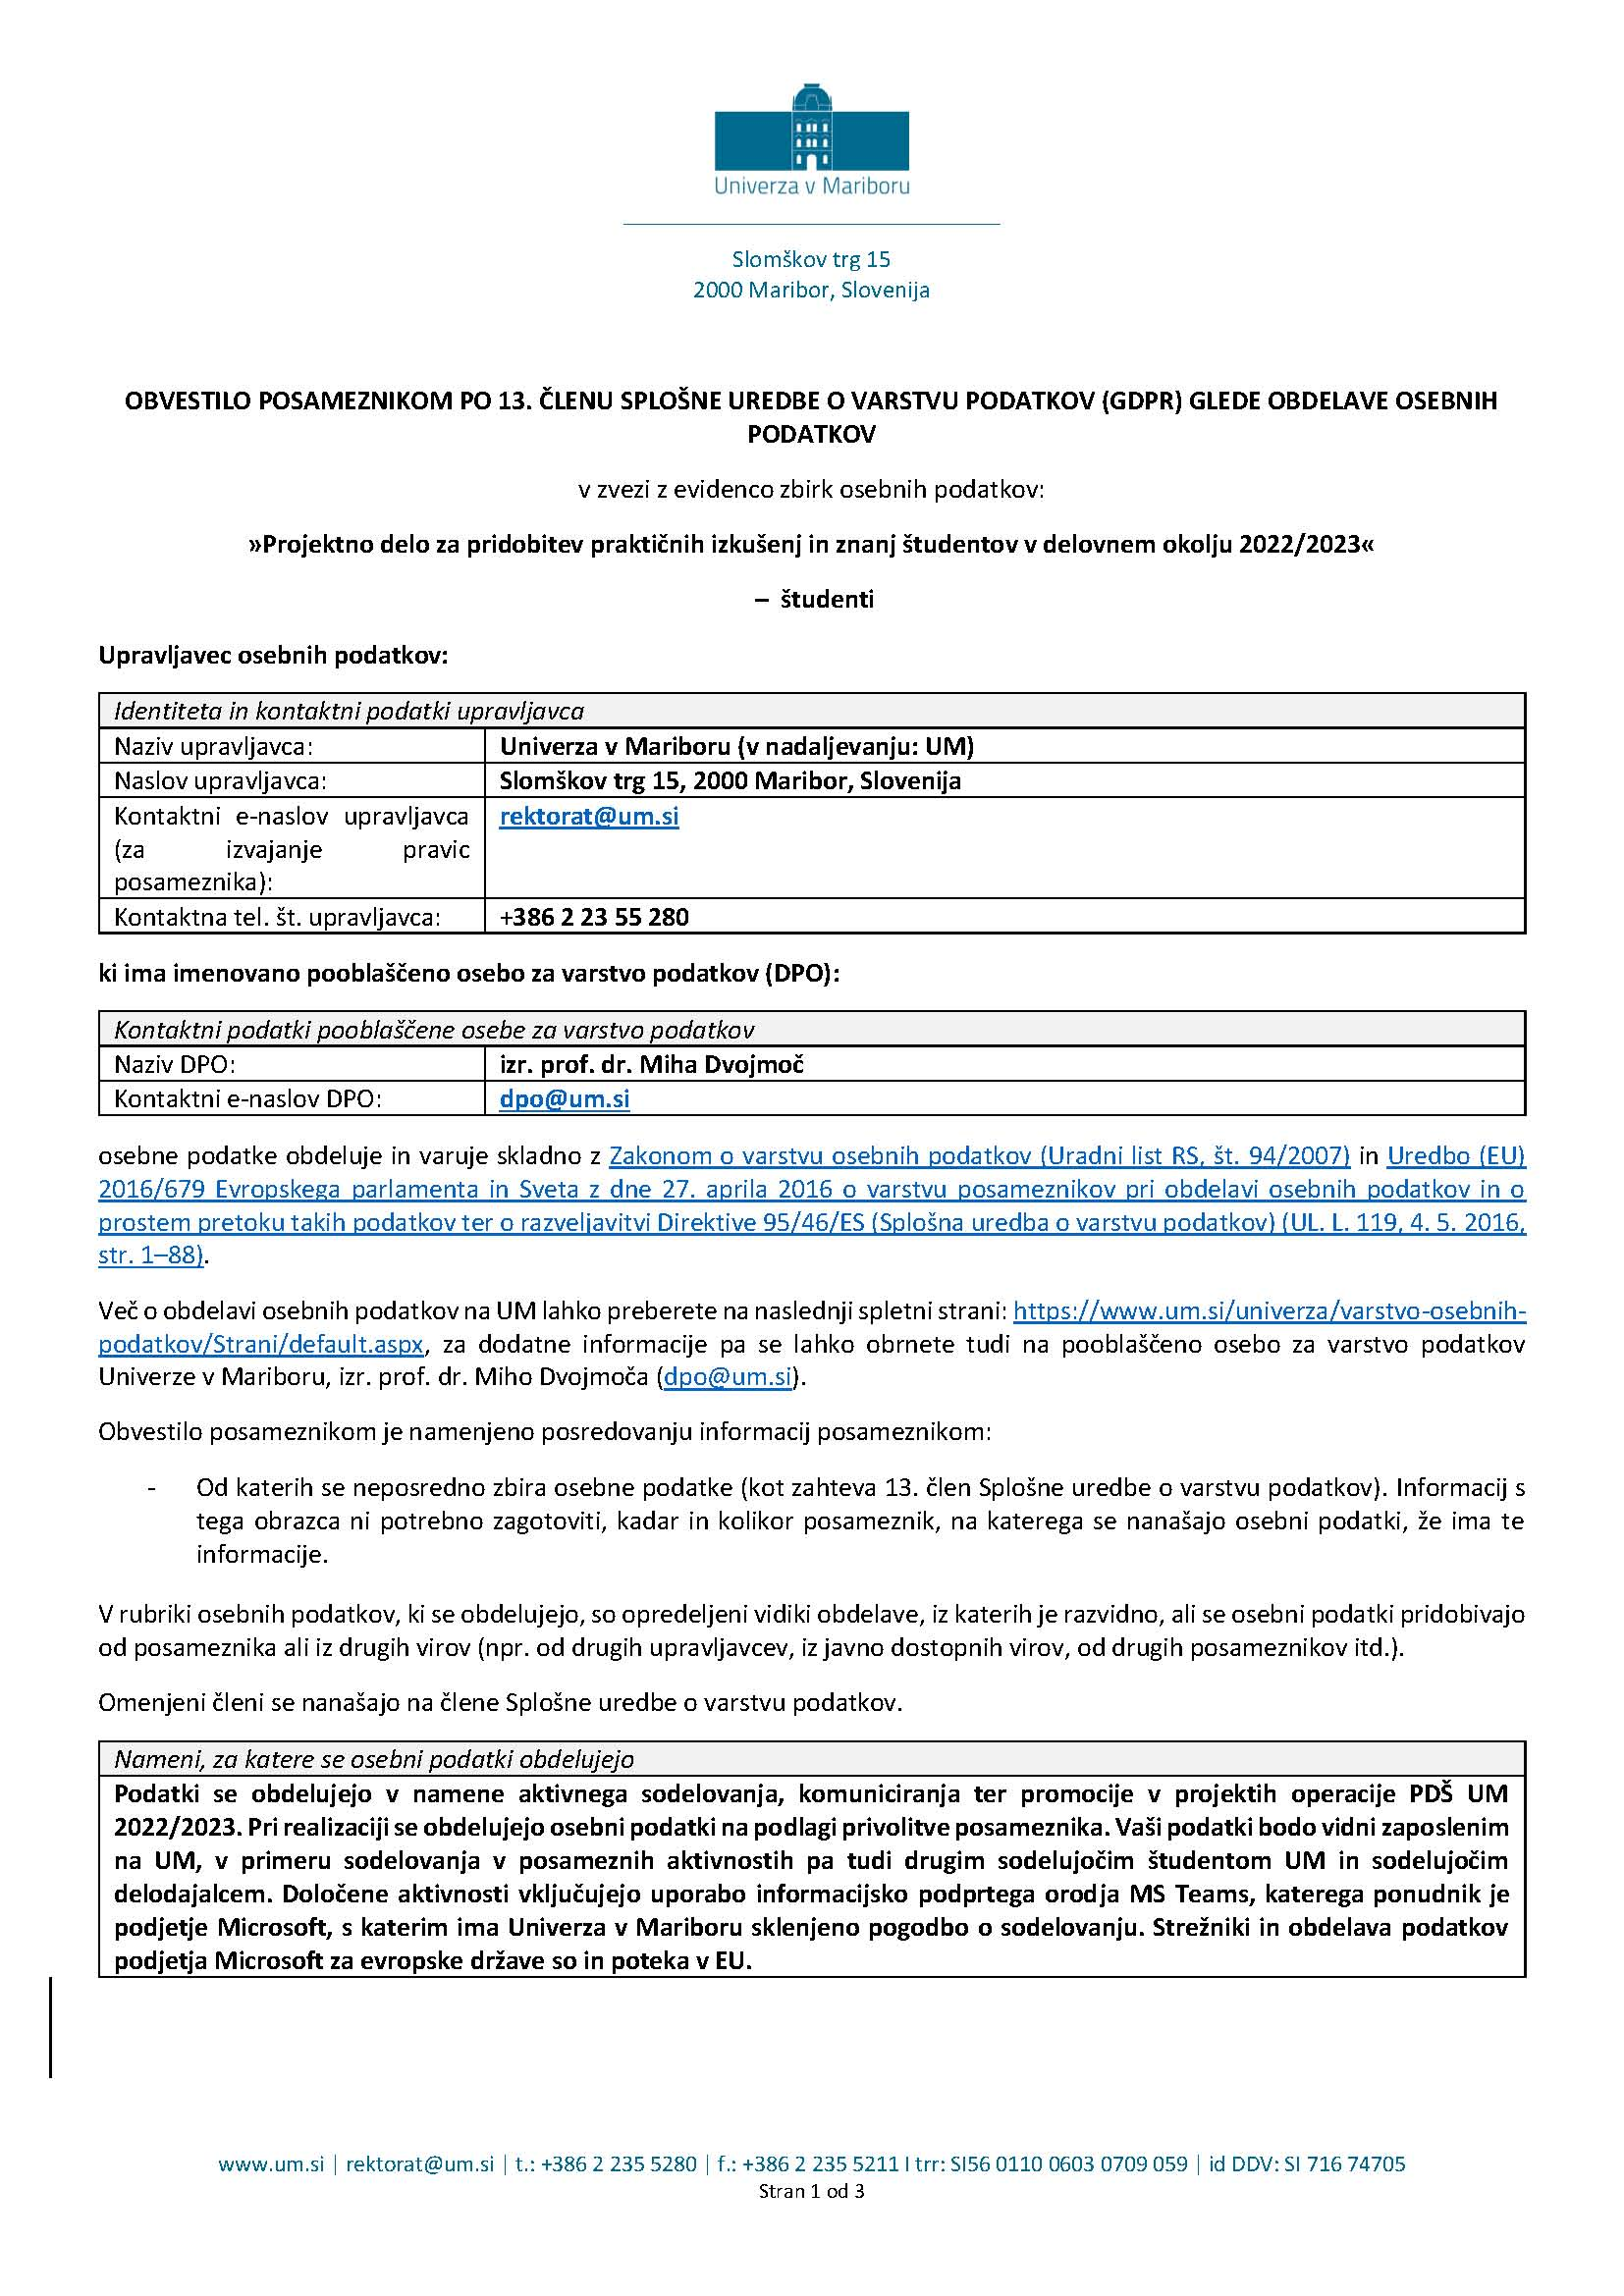 Univerza v Mariboru
Slomškov trg 15
2000 Maribor, Slovenija
OBVESTILO POSAMEZNIKOM PO 13. ČLENU SPLOŠNE UREDBE O VARSTVU PODATKOV (GDPR) GLEDE OBDELAVE OSEBNIH
PODATKOV
v zvezi z evidenco zbirk osebnih podatkov:
»Projektno delo za pridobitev praktičnih izkušenj in znanj študentov v delovnem okolju 2022/2023«
– študenti
Upravljavec osebnih podatkov:
Identiteta in kontaktni podatki upravljavca
Naziv upravljavca: Univerza v Mariboru (v nadaljevanju: UM)
Naslov upravljavca: Slomškov trg 15, 2000 Maribor, Slovenija
Kontaktni e-naslov upravljavca rektorat@um.si
(za izvajanje pravic
posameznika):
Kontaktna tel. št. upravljavca: +386 2 23 55 280
ki ima imenovano pooblaščeno osebo za varstvo podatkov (DPO):
Kontaktni podatki pooblaščene osebe za varstvo podatkov
Naziv DPO: izr. prof. dr. Miha Dvojmoč
Kontaktni e-naslov DPO: dpo@um.si
osebne podatke obdeluje in varuje skladno z Zakonom o varstvu osebnih podatkov (Uradni list RS, št. 94/2007) in Uredbo (EU)
2016/679 Evropskega parlamenta in Sveta z dne 27. aprila 2016 o varstvu posameznikov pri obdelavi osebnih podatkov in o
prostem pretoku takih podatkov ter o razveljavitvi Direktive 95/46/ES (Splošna uredba o varstvu podatkov) (UL. L. 119, 4. 5. 2016,
str. 1–88).
Več o obdelavi osebnih podatkov na UM lahko preberete na naslednji spletni strani: https://www.um.si/univerza/varstvo-osebnih-
podatkov/Strani/default.aspx, za dodatne informacije pa se lahko obrnete tudi na pooblaščeno osebo za varstvo podatkov
Univerze v Mariboru, izr. prof. dr. Miho Dvojmoča (dpo@um.si).
Obvestilo posameznikom je namenjeno posredovanju informacij posameznikom:
- Od katerih se neposredno zbira osebne podatke (kot zahteva 13. člen Splošne uredbe o varstvu podatkov). Informacij s
tega obrazca ni potrebno zagotoviti, kadar in kolikor posameznik, na katerega se nanašajo osebni podatki, že ima te
informacije.
V rubriki osebnih podatkov, ki se obdelujejo, so opredeljeni vidiki obdelave, iz katerih je razvidno, ali se osebni podatki pridobivajo
od posameznika ali iz drugih virov (npr. od drugih upravljavcev, iz javno dostopnih virov, od drugih posameznikov itd.).
Omenjeni členi se nanašajo na člene Splošne uredbe o varstvu podatkov.
Nameni, za katere se osebni podatki obdelujejo
Podatki se obdelujejo v namene aktivnega sodelovanja, komuniciranja ter promocije v projektih operacije PDŠ UM
2022/2023. Pri realizaciji se obdelujejo osebni podatki na podlagi privolitve posameznika. Vaši podatki bodo vidni zaposlenim
na UM, v primeru sodelovanja v posameznih aktivnostih pa tudi drugim sodelujočim študentom UM in sodelujočim
delodajalcem. Določene aktivnosti vključujejo uporabo informacijsko podprtega orodja MS Teams, katerega ponudnik je
podjetje Microsoft, s katerim ima Univerza v Mariboru sklenjeno pogodbo o sodelovanju. Strežniki in obdelava podatkov
podjetja Microsoft za evropske države so in poteka v EU.
www.um.si | rektorat@um.si | t.: +386 2 235 5280 | f.: +386 2 235 5211 I trr: SI56 0110 0603 0709 059 | id DDV: SI 716 74705
Stran 1 od 3